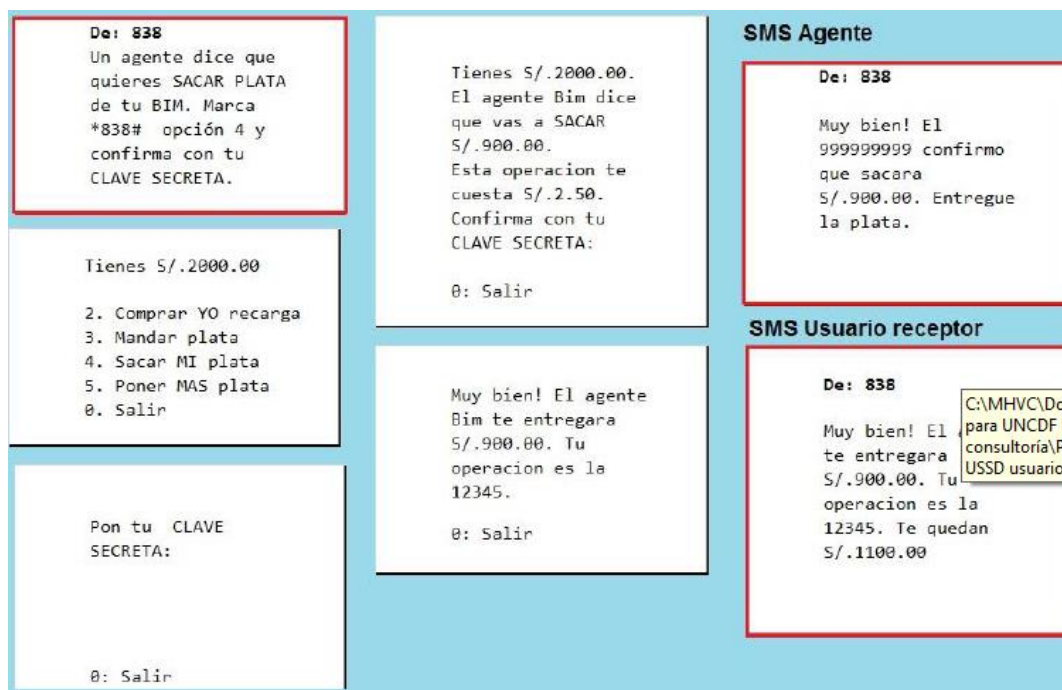 De: 838
Un agente dice que
quieres SACAR PLATA
de tu BIM. Marca
*838# opción 4 y
confirma con tu
CLAVE SECRETA.
Tienes S/.2000.00
2. Comprar YO recarga
3. Mandar plata
4. Sacar MI plata
5. Poner MAS plata
0. Salir
Pon tu CLAVE
SECRETA:
0: Salir
Tienes S/.2000.00.
El agente Bim dice
que vas a SACAR
S/.900.00.
Esta operacion te
cuesta S/.2.50.
Confirma con tu
CLAVE SECRETA:
0: Salir
Muy bien! El agente
Bim te entregara
S/.900.00. Tu
operacion es la
12345.
0: Salir
SMS Agente
De: 838
Muy bien! El
999999999 confirmo
que sacara
S/.900.00. Entregue
la plata.
SMS Usuario receptor
De: 838
Muy bien! El
te entregara
S/.900.00. Tu
operacion es la
12345. Te quedan
S/.1100.00
C:\MHVC\Do
para UNCDF
consultoría\P
USSD usuario